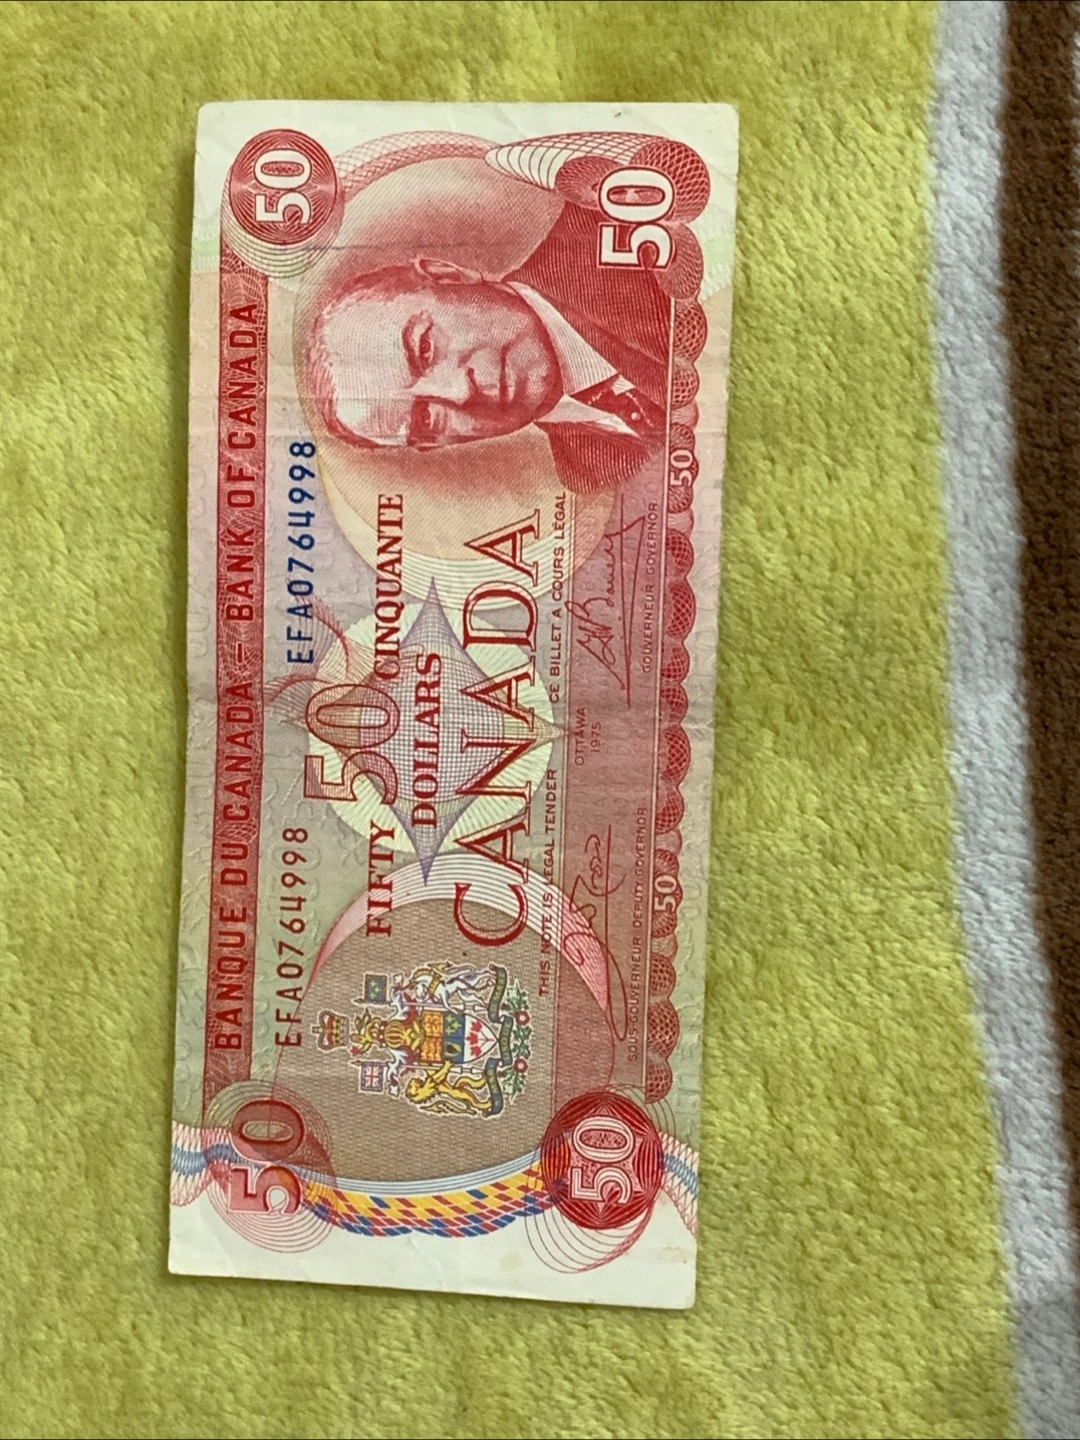 BANQUE DU CANADA – BANK OF CANADA
50
50
EFA0764998
EFA0764998
FIFTY 50 CINQUANTE
DOLLARS
CANADA
THIS NOTE IS LEGAL TENDER
CE BILLET A COURS LÉGAL
OTTAWA
1975
SOUS-GOUVERNEUR DEPUTY-GOVERNOR
GOUVERNEUR GOVERNOR
50
50
50
50